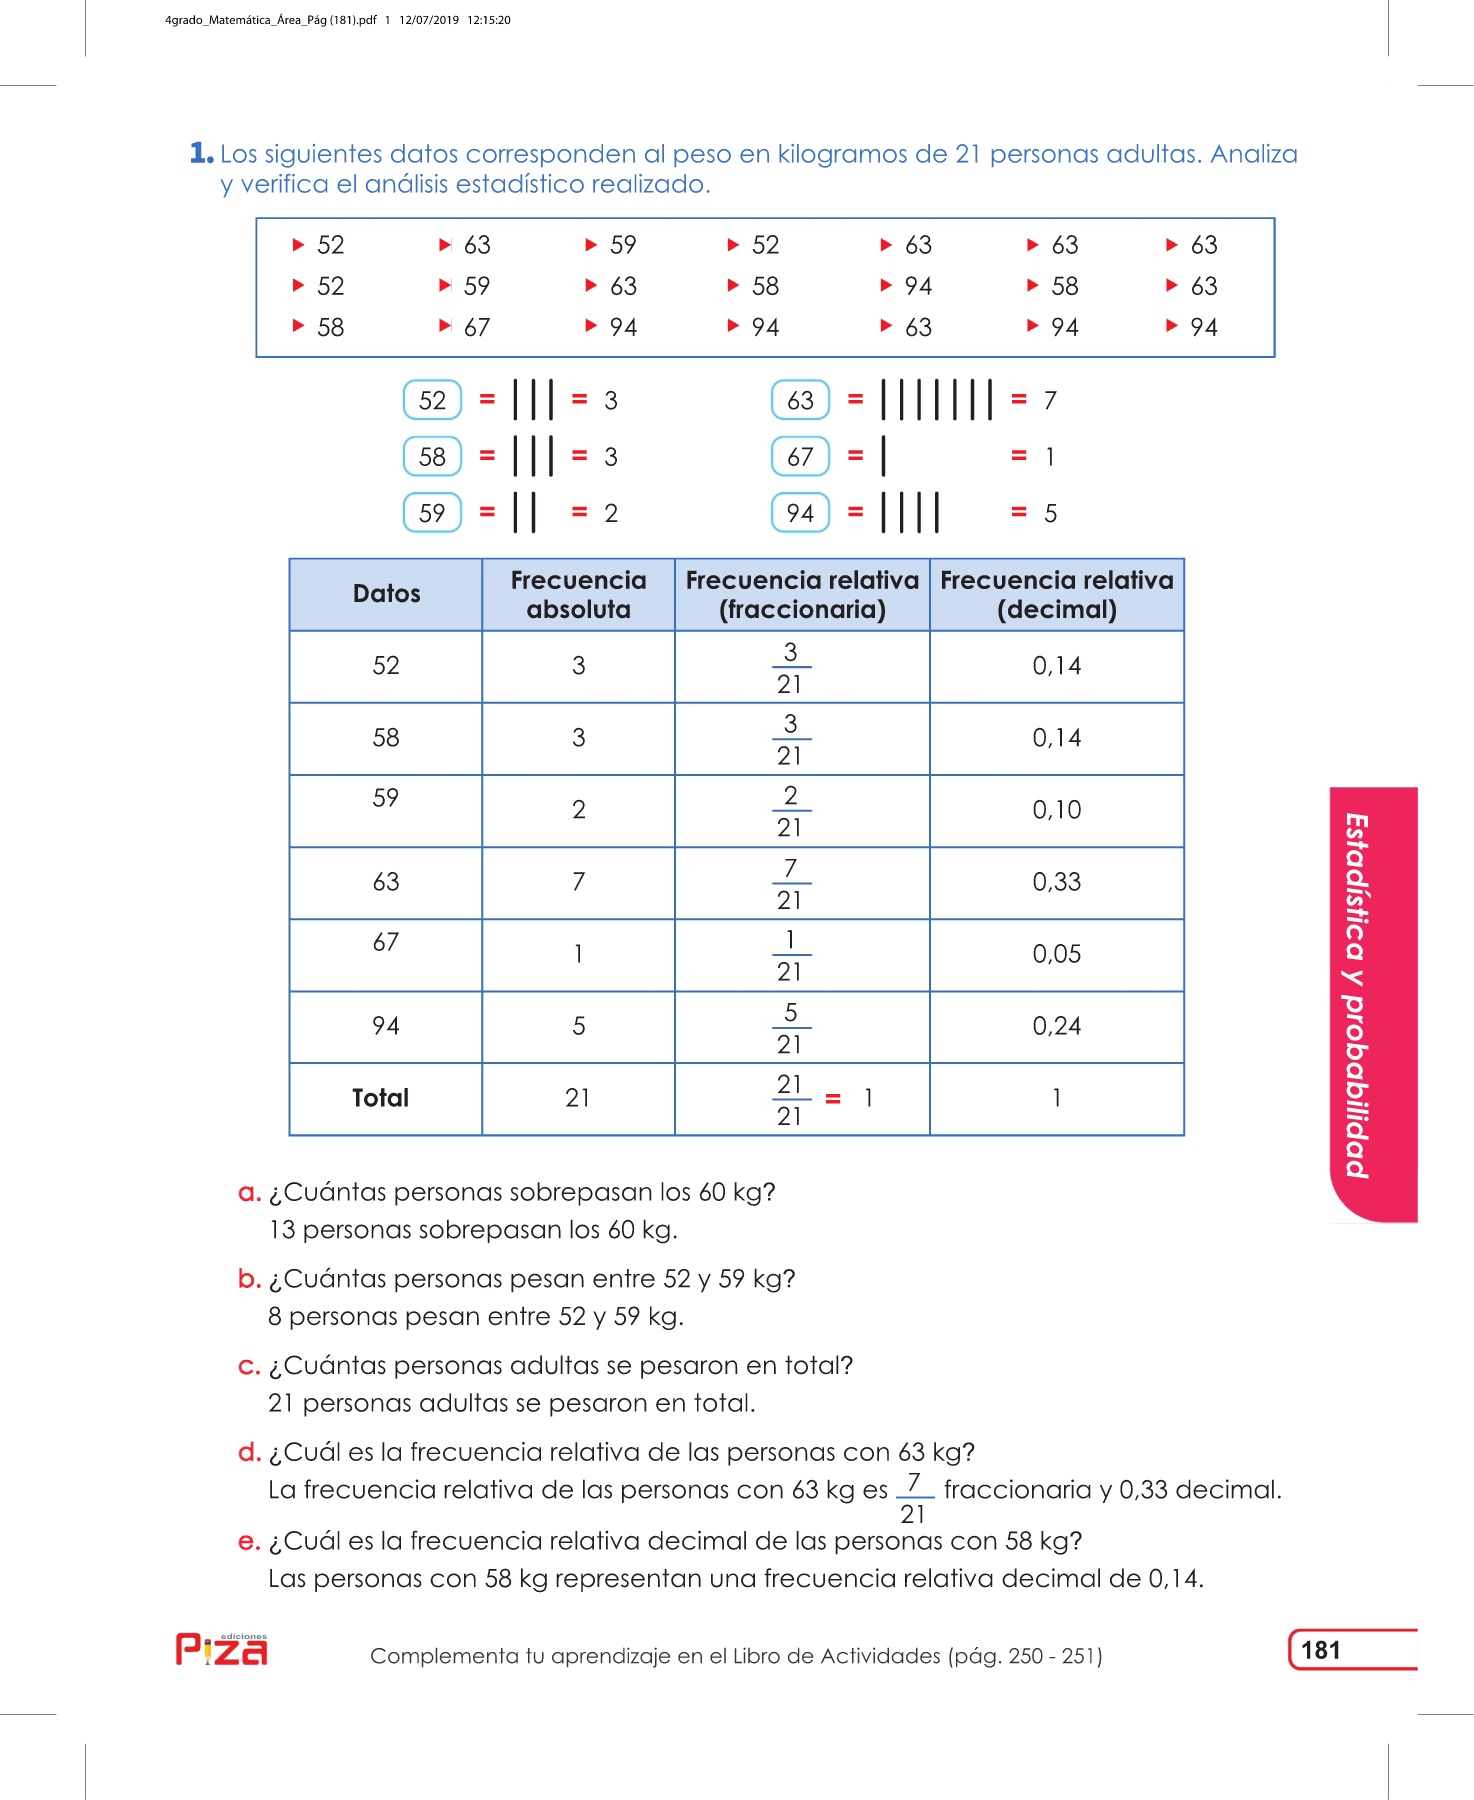 4grado_Matemática_Área_Pág (181).pdf 1 12/07/2019 12:15:20
1. Los siguientes datos corresponden al peso en kilogramos de 21 personas adultas. Analiza
y verifica el análisis estadístico realizado.
52 63 59 52 63 63 63
52 59 63 58 94 58 63
58 67 94 94 63 94 94
52 = ||| = 3 63 = ||||||| = 7
58 = ||| = 3 67 = | = 1
59 = || = 2 94 = |||| = 5
Datos Frecuencia absoluta Frecuencia relativa (fraccionaria) Frecuencia relativa (decimal)
52 3 3/21 0,14
58 3 3/21 0,14
59 2 2/21 0,10
63 7 7/21 0,33
67 1 1/21 0,05
94 5 5/21 0,24
Total 21 21/21 = 1 1
a. ¿Cuántas personas sobrepasan los 60 kg?
13 personas sobrepasan los 60 kg.
b. ¿Cuántas personas pesan entre 52 y 59 kg?
8 personas pesan entre 52 y 59 kg.
c. ¿Cuántas personas adultas se pesaron en total?
21 personas adultas se pesaron en total.
d. ¿Cuál es la frecuencia relativa de las personas con 63 kg?
La frecuencia relativa de las personas con 63 kg es 7/21 fraccionaria y 0,33 decimal.
e. ¿Cuál es la frecuencia relativa decimal de las personas con 58 kg?
Las personas con 58 kg representan una frecuencia relativa decimal de 0,14.
Estadística y probabilidad
ediciones
Piza
Complementa tu aprendizaje en el Libro de Actividades (pág. 250 - 251)
181